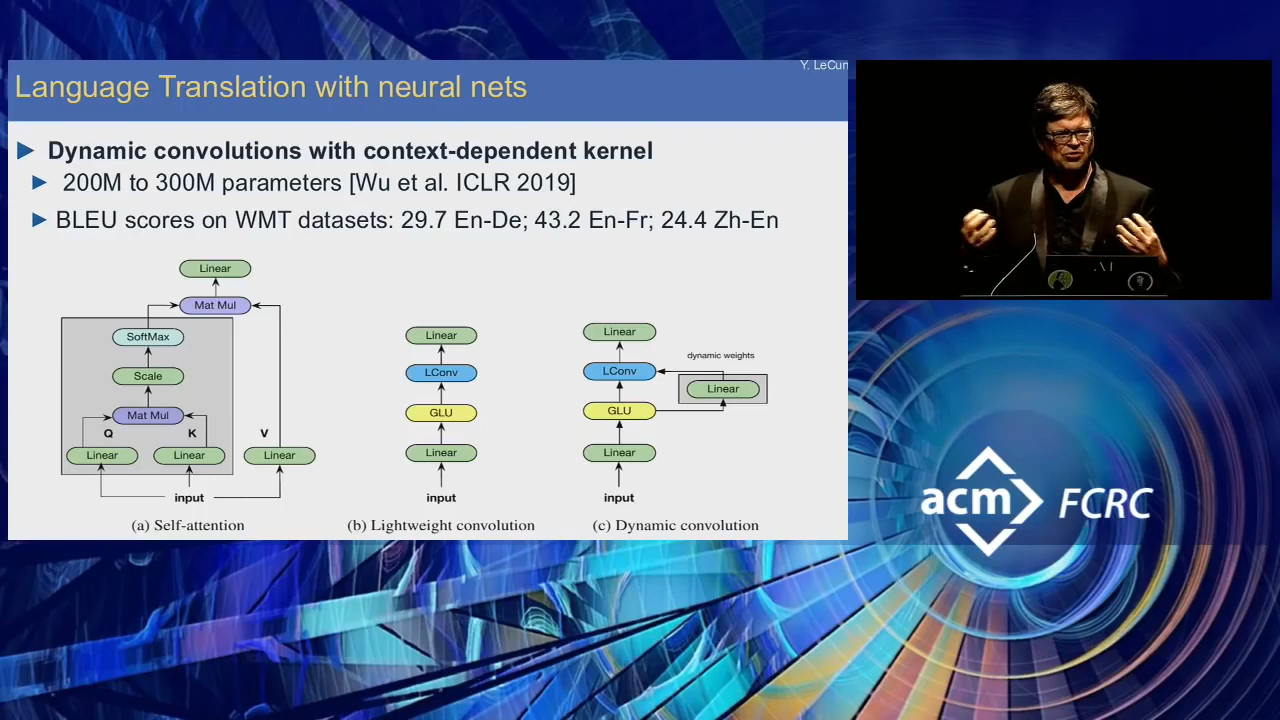 Y. LeCun
Language Translation with neural nets
Dynamic convolutions with context-dependent kernel
200M to 300M parameters [Wu et al. ICLR 2019]
BLEU scores on WMT datasets: 29.7 En-De; 43.2 En-Fr; 24.4 Zh-En
Linear
Mat Mul
SoftMax
Scale
Mat Mul
Q
K
V
Linear
Linear
Linear
input
(a) Self-attention
Linear
LConv
GLU
Linear
input
(b) Lightweight convolution
Linear
dynamic weights
LConv
Linear
GLU
Linear
input
(c) Dynamic convolution
acm FCRC